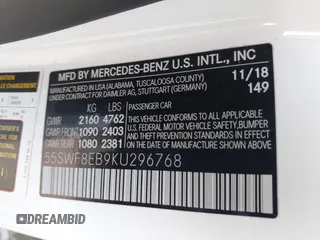 MFD BY MERCEDES-BENZ U.S. INTL., INC
MADE IN USA (ALABAMA, TUSCALOOSA COUNTY)
UNDER CONTRACT FOR DAIMLER AG, STUTTGART (GERMANY)
11/18
149
KG LBS
PASSENGER CAR
GVWR 2160 4762
GAWR FRONT 1090 2403
GAWR REAR 1080 2381
THIS VEHICLE CONFORMS TO ALL APPLICABLE
FEDERAL MOTOR VEHICLE SAFETY, BUMPER AND
AND THEFT PREVENTION STANDARDS IN EFFECT ON
THE DATE OF MANUFACTURE SHOWN ABOVE.
55SWF8EB9KU296768
DREAMBID